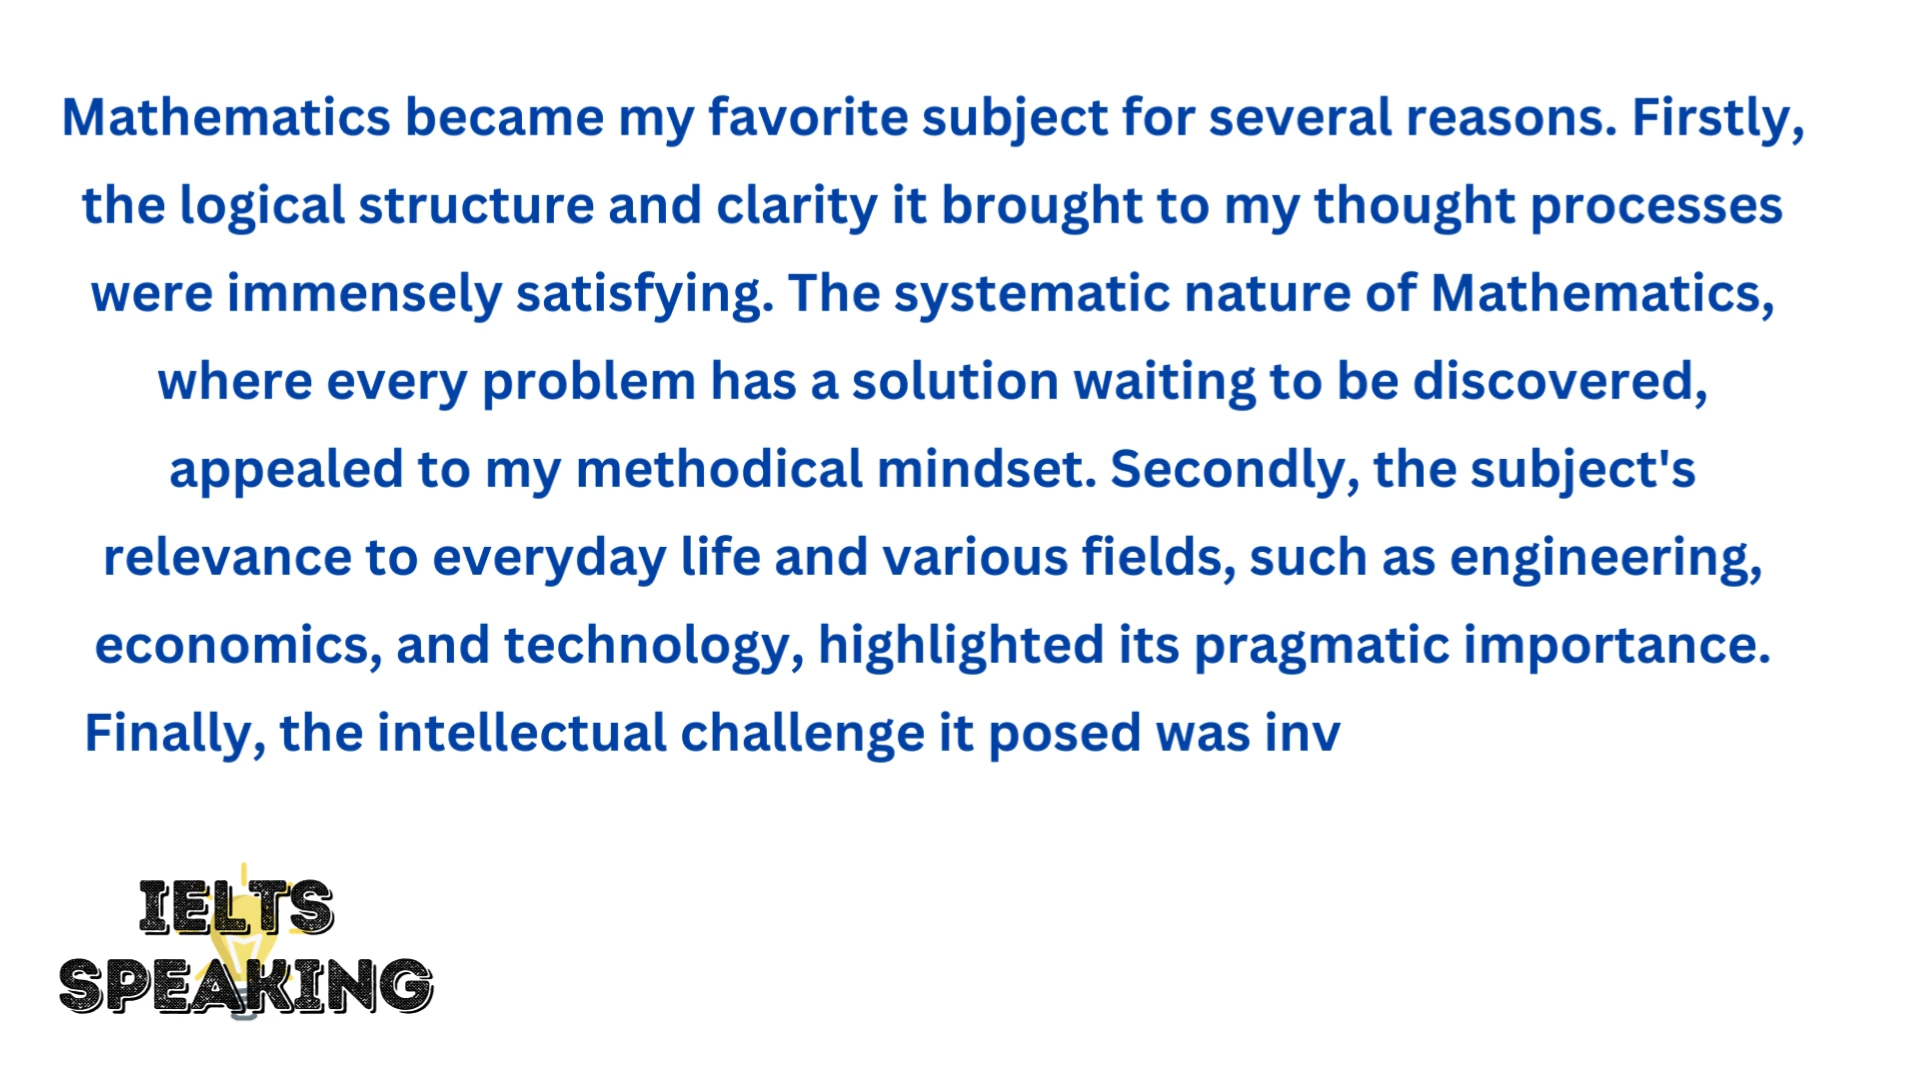 Mathematics became my favorite subject for several reasons. Firstly,
the logical structure and clarity it brought to my thought processes
were immensely satisfying. The systematic nature of Mathematics,
where every problem has a solution waiting to be discovered,
appealed to my methodical mindset. Secondly, the subject's
relevance to everyday life and various fields, such as engineering,
economics, and technology, highlighted its pragmatic importance.
Finally, the intellectual challenge it posed was inv
IELTS
SPEAKING